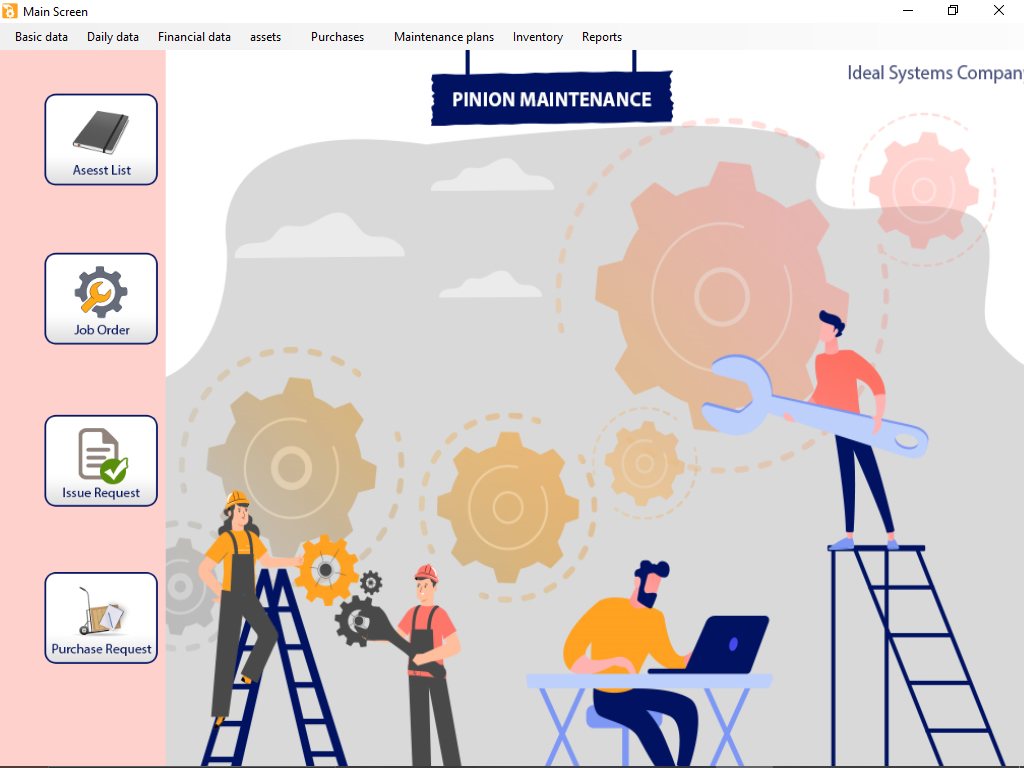 Main Screen
Basic data Daily data Financial data assets Purchases Maintenance plans Inventory Reports
PINION MAINTENANCE
Ideal Systems Company
Asesst List
Job Order
Issue Request
Purchase Request